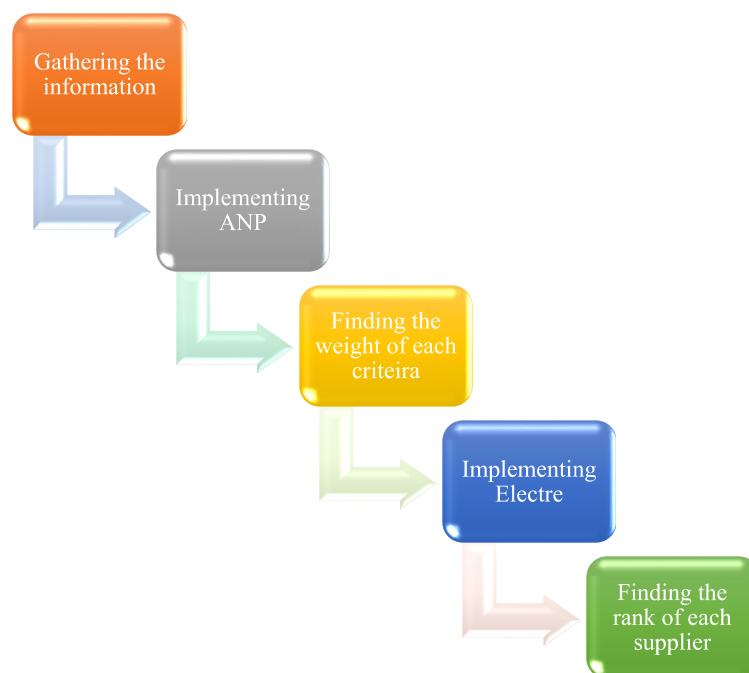 Gathering the
information
Implementing
ANP
Finding the
weight of each
criteira
Implementing
Electre
Finding the
rank of each
supplier